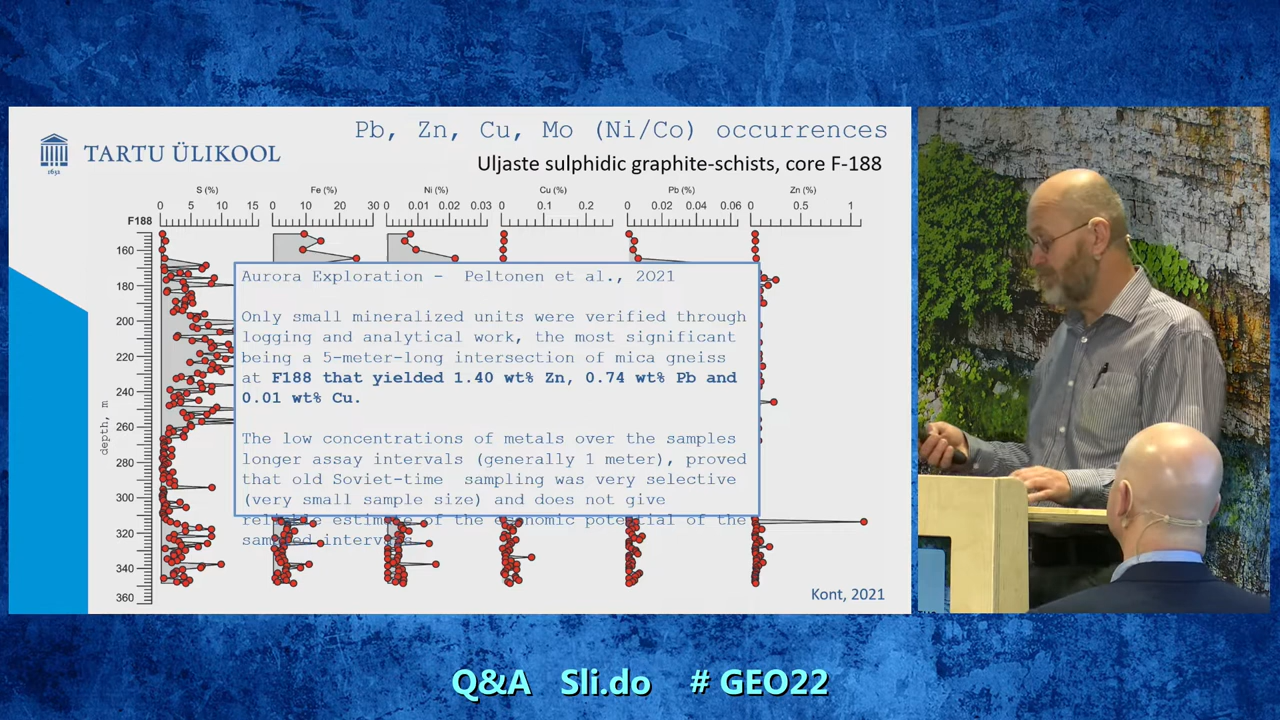 Pb, Zn, Cu, Mo (Ni/Co) occurrences
TARTU ÜLIKOOL
1632
Uljaste sulphidic graphite-schists, core F-188
S (%) Fe (%) Ni (%) Cu (%) Pb (%) Zn (%)
0 5 10 15 0 10 20 30 0 0.01 0.02 0.03 0 0.1 0.2 0 0.02 0.04 0.06 0 0.5 1
F188
160
180
200
220
240
260
280
300
320
340
360
depth, m
Aurora Exploration - Peltonen et al., 2021
Only small mineralized units were verified through
logging and analytical work, the most significant
being a 5-meter-long intersection of mica gneiss
at F188 that yielded 1.40 wt% Zn, 0.74 wt% Pb and
0.01 wt% Cu.
The low concentrations of metals over the samples
longer assay intervals (generally 1 meter), proved
that old Soviet-time sampling was very selective
(very small sample size) and does not give
reliable estimate of the economic potential of the
sampled intervals.
Kont, 2021
Q&A Sli.do # GEO22